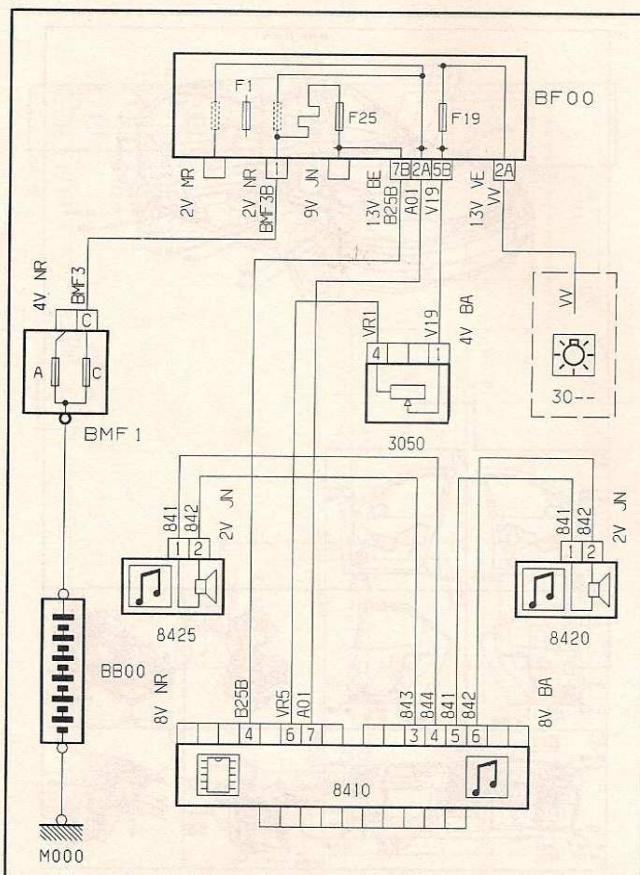 BF00
F1
F25
F19
1
7B 2A 5B
2A
2V MR
2V NR
BMF3B
9V JN
13V BE
B25B
A01
V19
13V VE
VV
4V NR
BMF3
C
A
C
BMF1
VR1
V19
4V BA
4
1
3050
VV
30--
841
842
2V JN
1 2
8425
841
842
2V JN
1 2
8420
BB00
M000
8V NR
B25B
VR5
A01
843
844
841
842
8V BA
4 6 7
3 4 5 6
8410